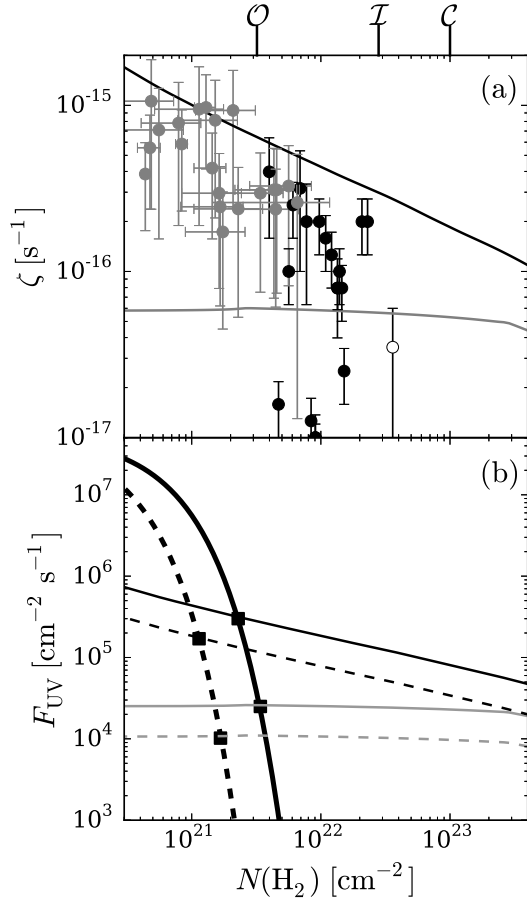 𝒪 ℐ 𝒞
(a)
10⁻¹⁵
10⁻¹⁶
10⁻¹⁷
ζ [s⁻¹]
(b)
10⁷
10⁶
10⁵
10⁴
10³
F_UV [cm⁻² s⁻¹]
10²¹ 10²² 10²³
N(H₂) [cm⁻²]